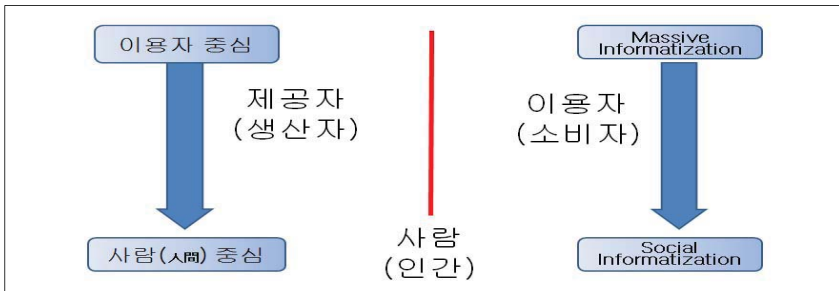 이용자 중심
제공자
(생산자)
사람(人間) 중심
사람
(인간)
Massive
Informatization
이용자
(소비자)
Social
Informatization